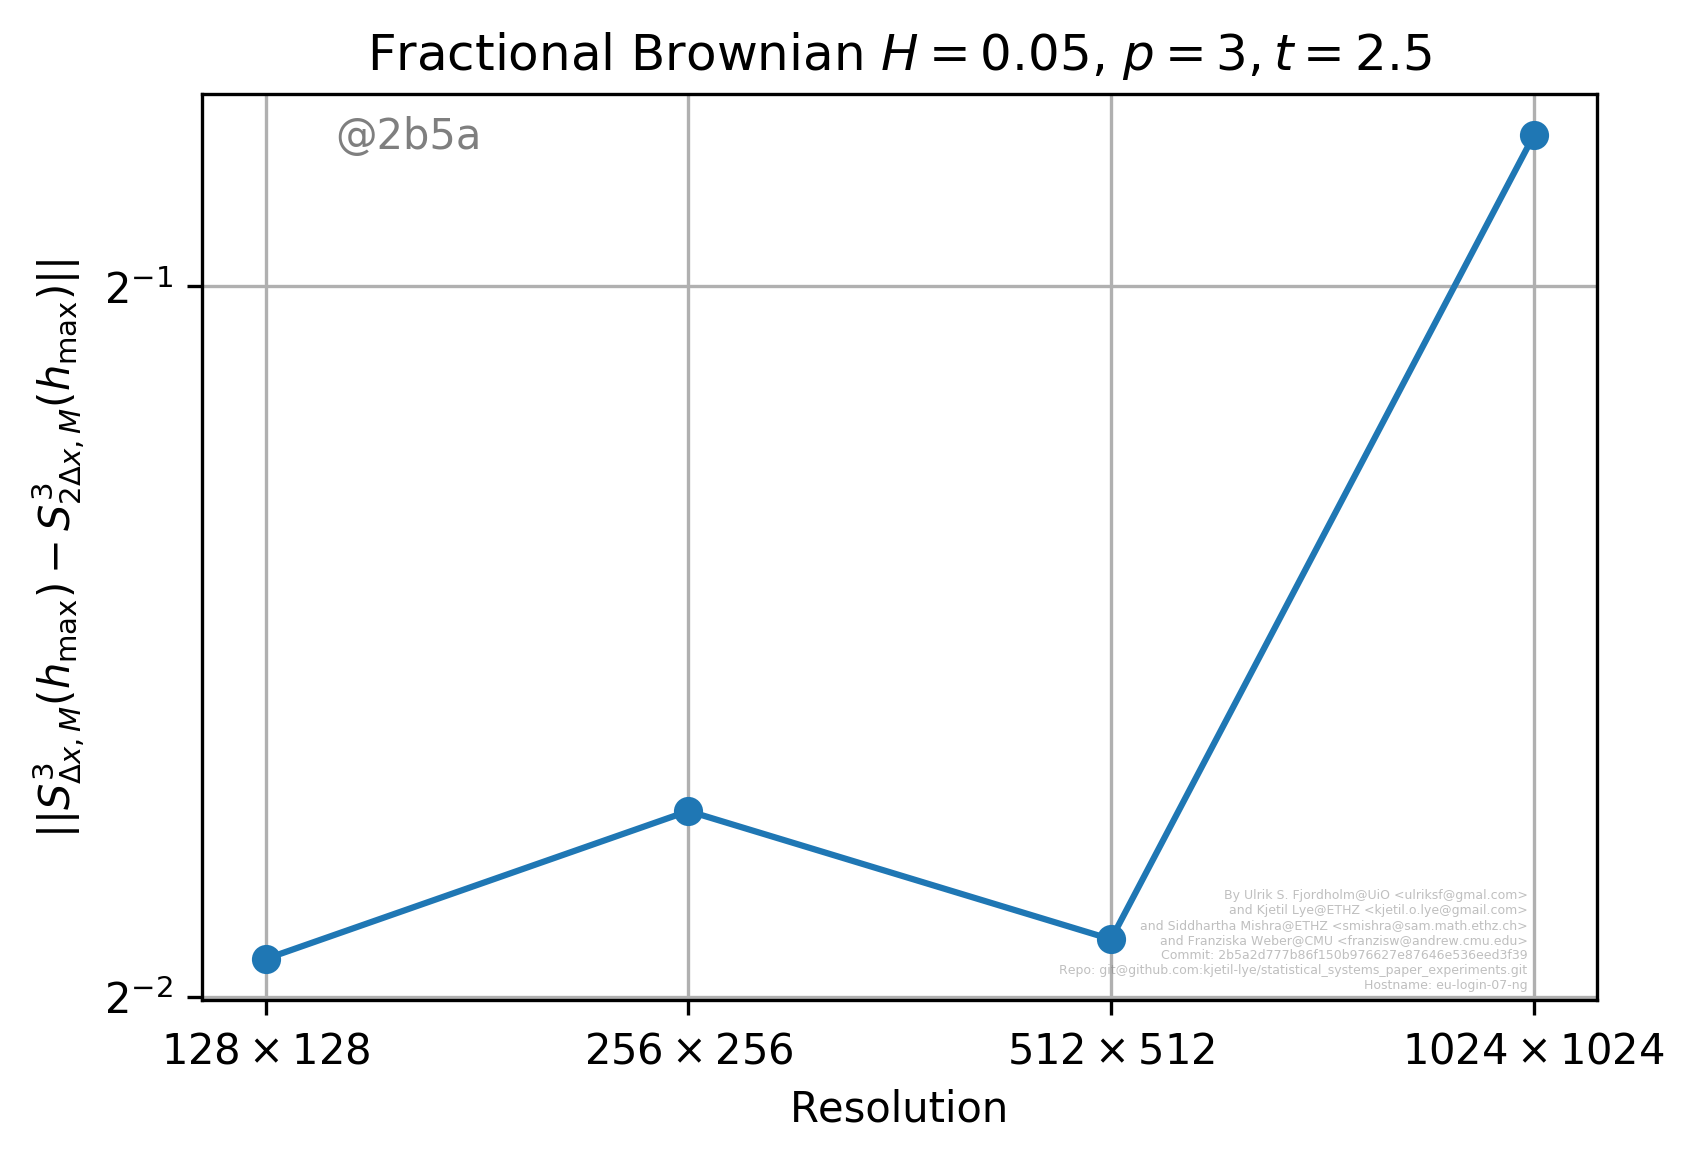 Fractional Brownian H = 0.05, p = 3, t = 2.5
@2b5a
2⁻¹
2⁻²
||S³_{Δx, M}(h_max) − S³_{2Δx, M}(h_max)||
By Ulrik S. Fjordholm@UiO <ulriksf@gmal.com>
and Kjetil Lye@ETHZ <kjetil.o.lye@gmail.com>
and Siddhartha Mishra@ETHZ <smishra@sam.math.ethz.ch>
and Franziska Weber@CMU <franzisw@andrew.cmu.edu>
Commit: 2b5a2d777b86f150b976627e87646e536eed3f39
Repo: git@github.com:kjetil-lye/statistical_systems_paper_experiments.git
Hostname: eu-login-07-ng
128 × 128 256 × 256 512 × 512 1024 × 1024
Resolution